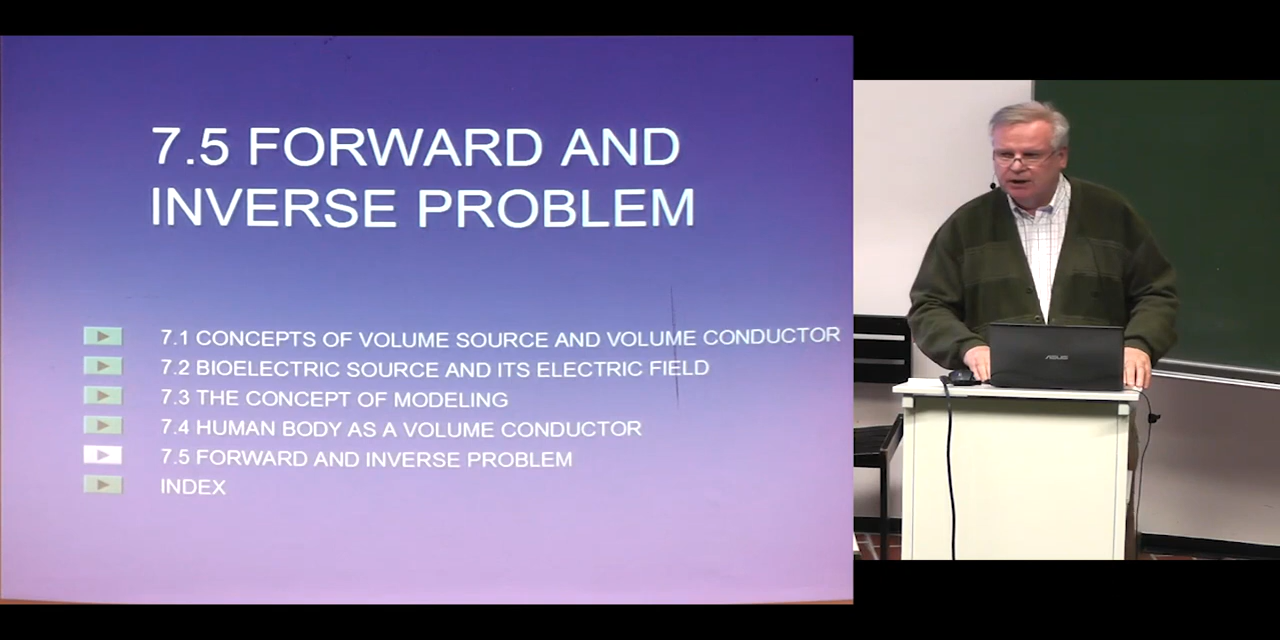 7.5 FORWARD AND
INVERSE PROBLEM
7.1 CONCEPTS OF VOLUME SOURCE AND VOLUME CONDUCTOR
7.2 BIOELECTRIC SOURCE AND ITS ELECTRIC FIELD
7.3 THE CONCEPT OF MODELING
7.4 HUMAN BODY AS A VOLUME CONDUCTOR
7.5 FORWARD AND INVERSE PROBLEM
INDEX
ASUS